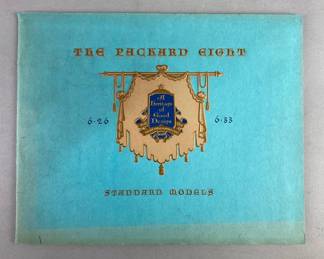 THE PACKARD EIGHT
A
Heritage
of
Good
Design
6-26
6-33
STANDARD MODELS